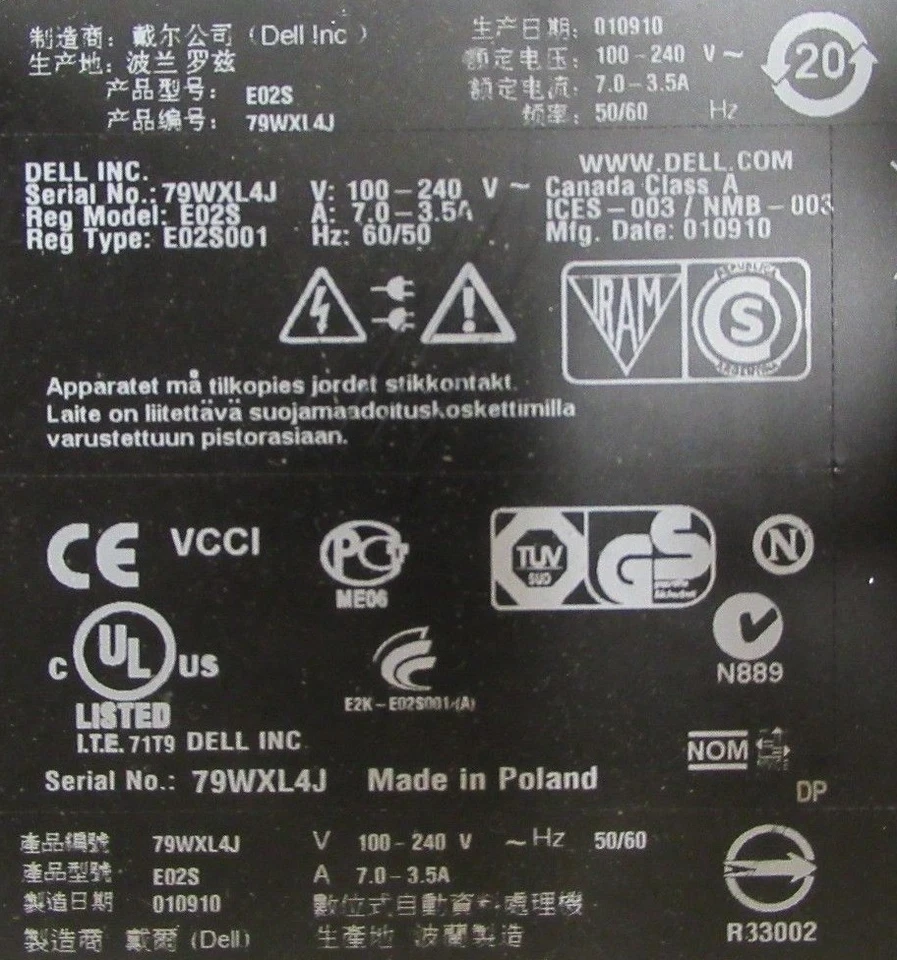 制造商: 戴尔公司 (Dell Inc )
生产地: 波兰 罗兹
产品型号: E02S
产品编号: 79WXL4J
生产日期: 010910
额定电压: 100-240 V~
额定电流: 7.0-3.5A
频率: 50/60 Hz
20
DELL INC.
Serial No.: 79WXL4J
Reg Model: E02S
Reg Type: E02S001
V: 100-240 V ~
A: 7.0-3.5A
Hz: 60/50
WWW.DELL.COM
Canada Class A
ICES-003 / NMB-003
Mfg. Date: 010910
IRAM
REPUBLICA
S
ARGENTINA
Apparatet må tilkoples jordet stikkontakt.
Laite on liitettävä suojamaadoituskoskettimilla
varustettuun pistorasiaan.
CE
VCCI
PCT
ME06
TUV
SUD
GS
geprüfte
Sicherheit
N
N889
C UL US
LISTED
I.T.E. 71T9 DELL INC.
E2K-E02S001-(A)
NOM
Serial No.: 79WXL4J Made in Poland
DP
產品編號 79WXL4J V 100-240 V ~Hz 50/60
產品型號 E02S A 7.0-3.5A
製造日期 010910 數位式自動資料處理機
製造商 戴爾 (Dell) 生產地 波蘭製造
R33002